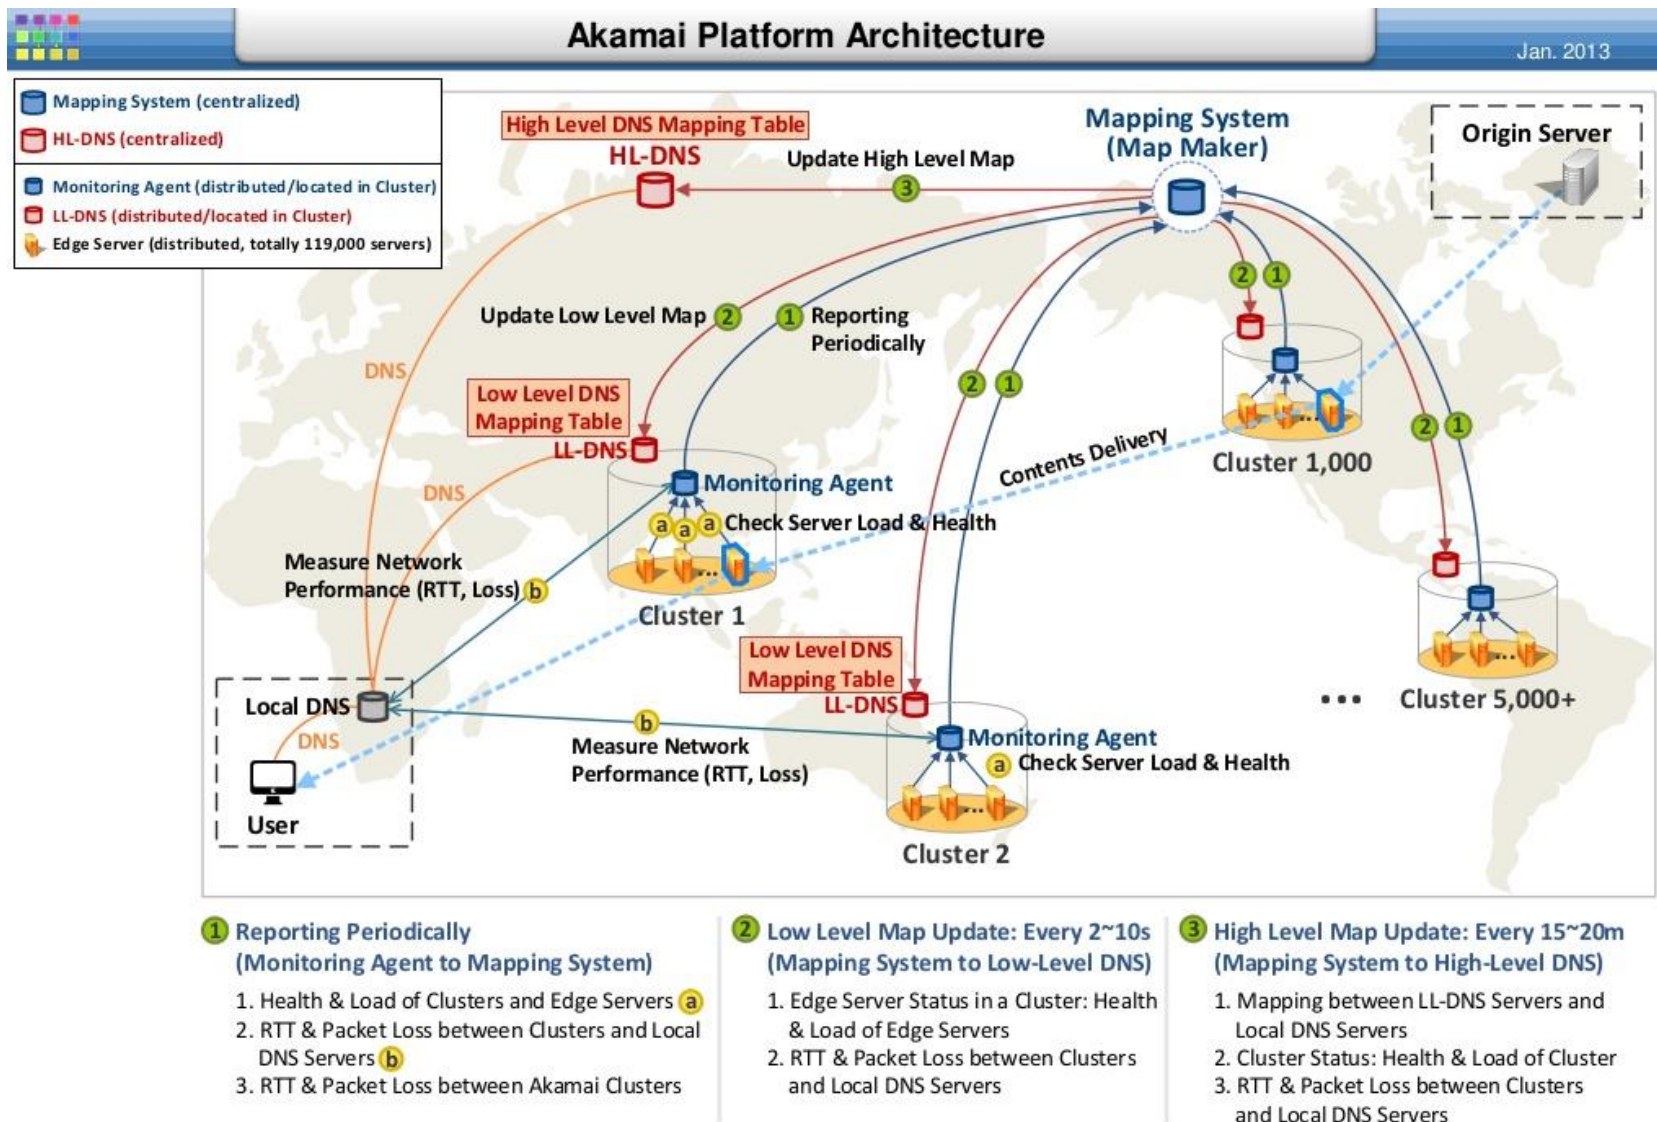 Akamai Platform Architecture
Jan. 2013
Mapping System (centralized)
HL-DNS (centralized)
Monitoring Agent (distributed/located in Cluster)
LL-DNS (distributed/located in Cluster)
Edge Server (distributed, totally 119,000 servers)
High Level DNS Mapping Table
HL-DNS
Update High Level Map
3
Mapping System
(Map Maker)
Origin Server
2
1
Update Low Level Map
2
1
Reporting
Periodically
DNS
2
1
Low Level DNS
Mapping Table
LL-DNS
DNS
Monitoring Agent
a
a
a
Check Server Load & Health
...
Cluster 1
Contents Delivery
...
Cluster 1,000
2
1
Measure Network
Performance (RTT, Loss)
b
Low Level DNS
Mapping Table
LL-DNS
...
Cluster 5,000+
...
Local DNS
DNS
User
b
Measure Network
Performance (RTT, Loss)
Monitoring Agent
a
Check Server Load & Health
...
Cluster 2
1 Reporting Periodically
(Monitoring Agent to Mapping System)
1. Health & Load of Clusters and Edge Servers a
2. RTT & Packet Loss between Clusters and Local
DNS Servers b
3. RTT & Packet Loss between Akamai Clusters
2 Low Level Map Update: Every 2~10s
(Mapping System to Low-Level DNS)
1. Edge Server Status in a Cluster: Health
& Load of Edge Servers
2. RTT & Packet Loss between Clusters
and Local DNS Servers
3 High Level Map Update: Every 15~20m
(Mapping System to High-Level DNS)
1. Mapping between LL-DNS Servers and
Local DNS Servers
2. Cluster Status: Health & Load of Cluster
3. RTT & Packet Loss between Clusters
and Local DNS Servers